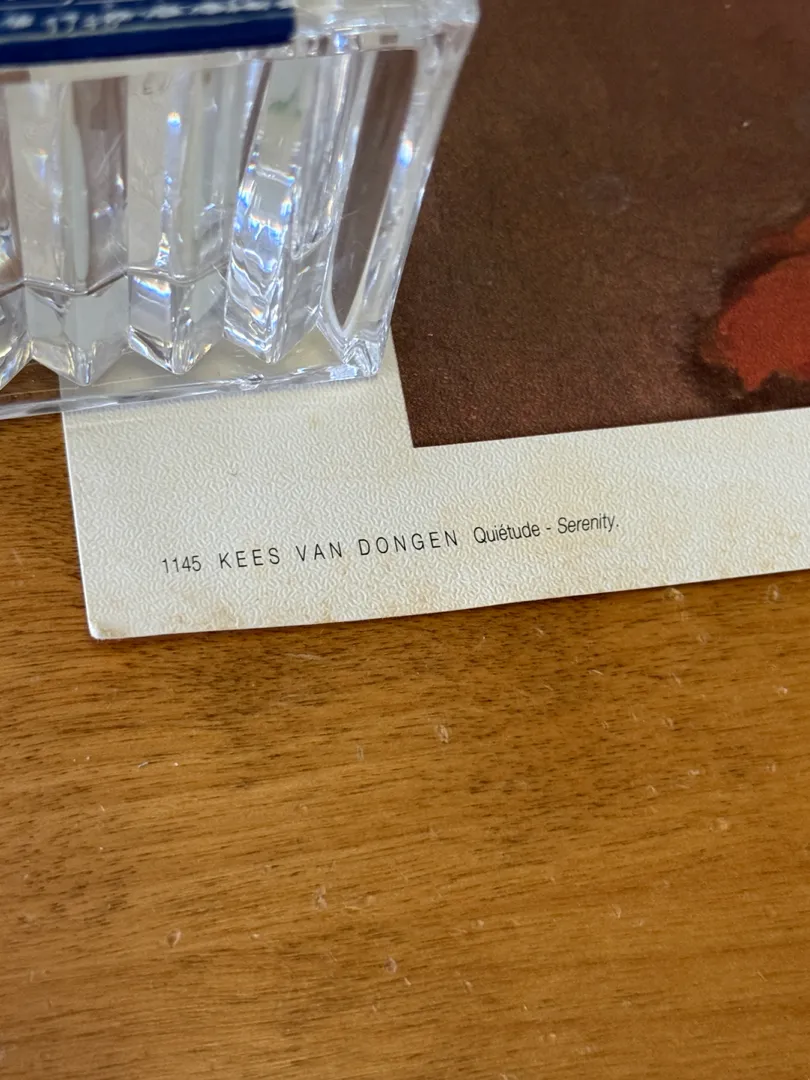 1145 KEES VAN DONGEN Quiétude - Serenity.